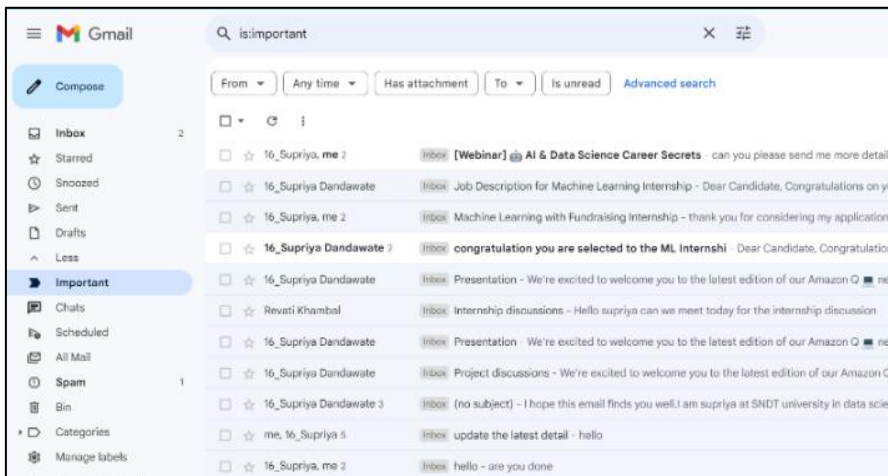 Gmail
is:important
Compose
From Any time Has attachment To Is unread Advanced search
Inbox 2
Starred
Snoozed
Sent
Drafts
Less
Important
Chats
Scheduled
All Mail
Spam 1
Bin
Categories
Manage labels
16_Supriya, me 2 Inbox [Webinar] 🤖 AI & Data Science Career Secrets - can you please send me more detail
16_Supriya Dandawate Inbox Job Description for Machine Learning Internship - Dear Candidate, Congratulations on y
16_Supriya, me 2 Inbox Machine Learning with Fundraising Internship - thank you for considering my application
16_Supriya Dandawate 2 Inbox congratulation you are selected to the ML Internshi - Dear Candidate, Congratulatio
16_Supriya Dandawate Inbox Presentation - We're excited to welcome you to the latest edition of our Amazon Q 💻 ne
Revati Khambal Inbox Internship discussions - Hello supriya can we meet today for the internship discussion
16_Supriya Dandawate Inbox Presentation - We're excited to welcome you to the latest edition of our Amazon Q 💻 ne
16_Supriya Dandawate Inbox Project discussions - We're excited to welcome you to the latest edition of our Amazon Q
16_Supriya Dandawate 3 Inbox (no subject) - I hope this email finds you well.I am supriya at SNDT university in data scie
me, 16_Supriya 5 Inbox update the latest detail - hello
16_Supriya, me 2 Inbox hello - are you done